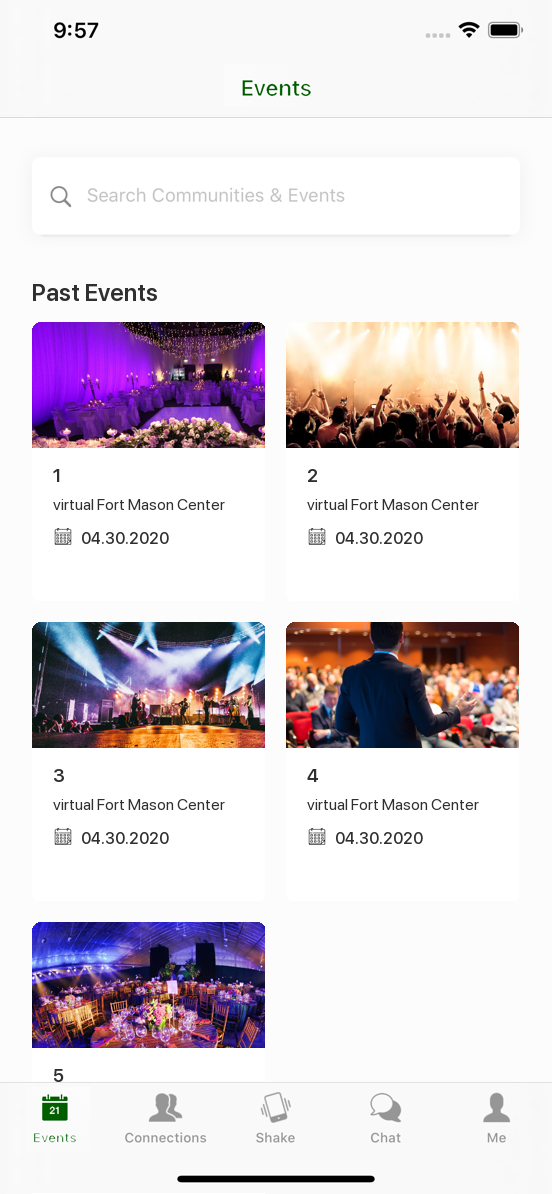 9:57
Events
Search Communities & Events
Past Events
1
virtual Fort Mason Center
04.30.2020
2
virtual Fort Mason Center
04.30.2020
3
virtual Fort Mason Center
04.30.2020
4
virtual Fort Mason Center
04.30.2020
5
21
Events
Connections
Shake
Chat
Me